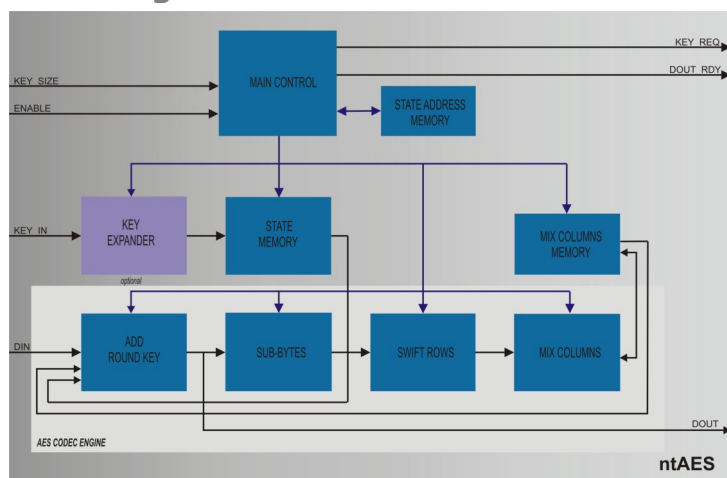 KEY_REQ
DOUT_RDY
KEY_SIZE
MAIN CONTROL
ENABLE
STATE ADDRESS
MEMORY
KEY_IN
KEY
EXPANDER
STATE
MEMORY
MIX COLUMNS
MEMORY
optional
DIN
ADD
ROUND KEY
SUB-BYTES
SWIFT ROWS
MIX COLUMNS
DOUT
AES CODEC ENGINE
ntAES